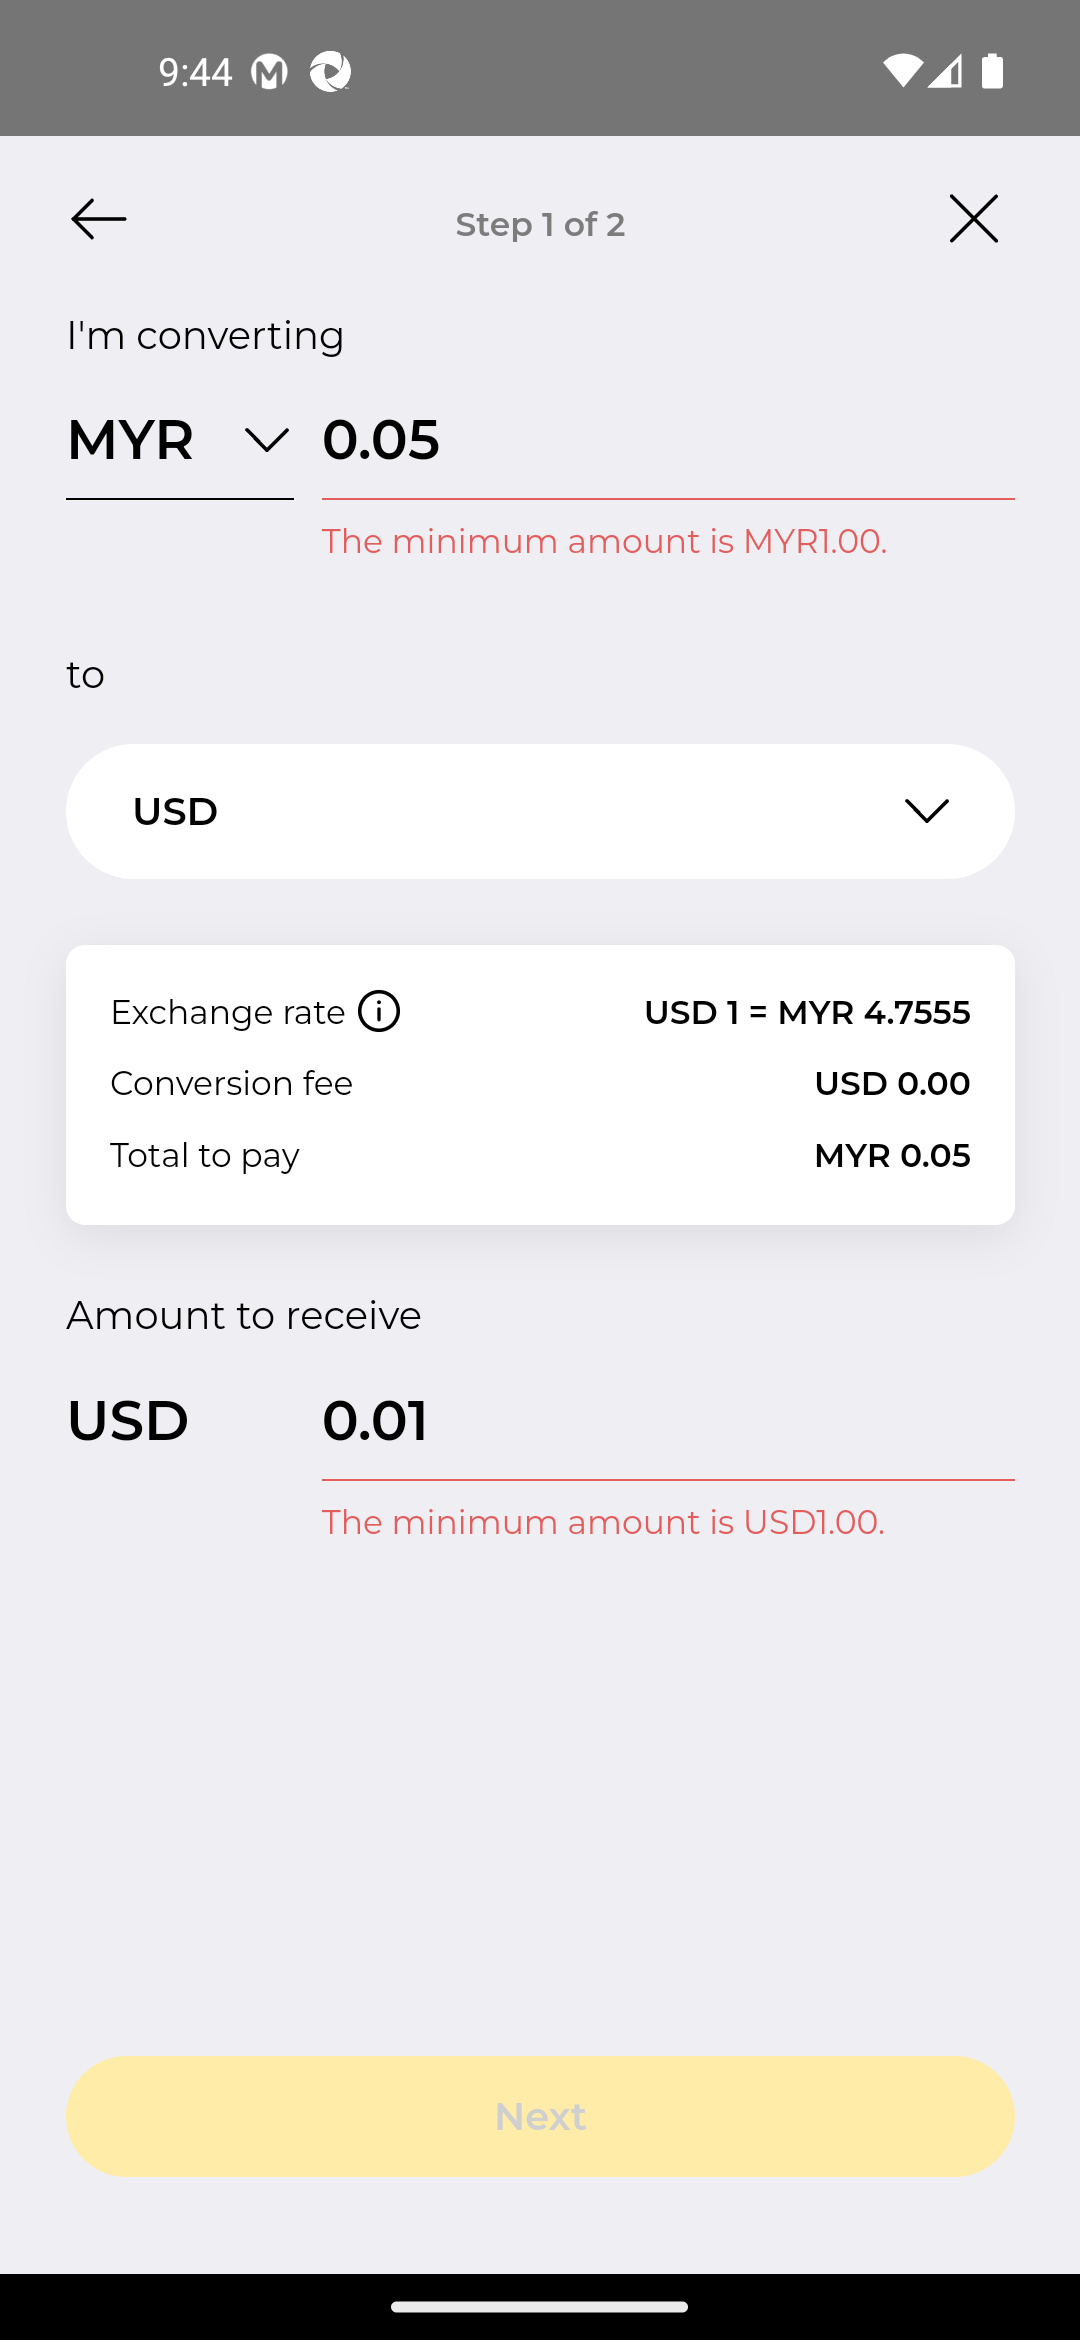 9:44
Step 1 of 2
I'm converting
MYR 0.05
The minimum amount is MYR1.00.
to
USD
Exchange rate USD 1 = MYR 4.7555
Conversion fee USD 0.00
Total to pay MYR 0.05
Amount to receive
USD 0.01
The minimum amount is USD1.00.
Next